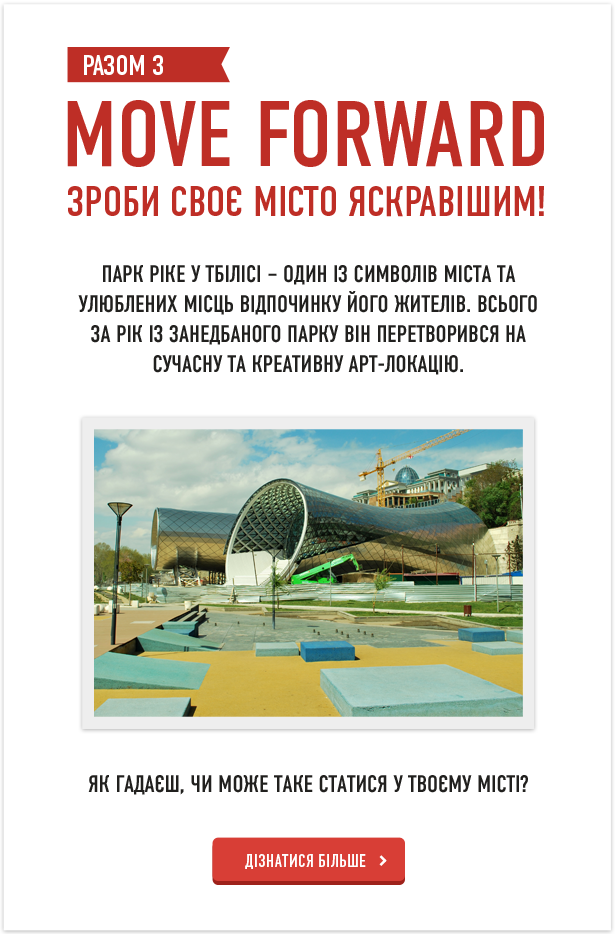 РАЗОМ З
MOVE FORWARD
ЗРОБИ СВОЄ МІСТО ЯСКРАВІШИМ!
ПАРК РІКЕ У ТБІЛІСІ – ОДИН ІЗ СИМВОЛІВ МІСТА ТА
УЛЮБЛЕНИХ МІСЦЬ ВІДПОЧИНКУ ЙОГО ЖИТЕЛІВ. ВСЬОГО
ЗА РІК ІЗ ЗАНЕДБАНОГО ПАРКУ ВІН ПЕРЕТВОРИВСЯ НА
СУЧАСНУ ТА КРЕАТИВНУ АРТ-ЛОКАЦІЮ.
ЯК ГАДАЄШ, ЧИ МОЖЕ ТАКЕ СТАТИСЯ У ТВОЄМУ МІСТІ?
ДІЗНАТИСЯ БІЛЬШЕ